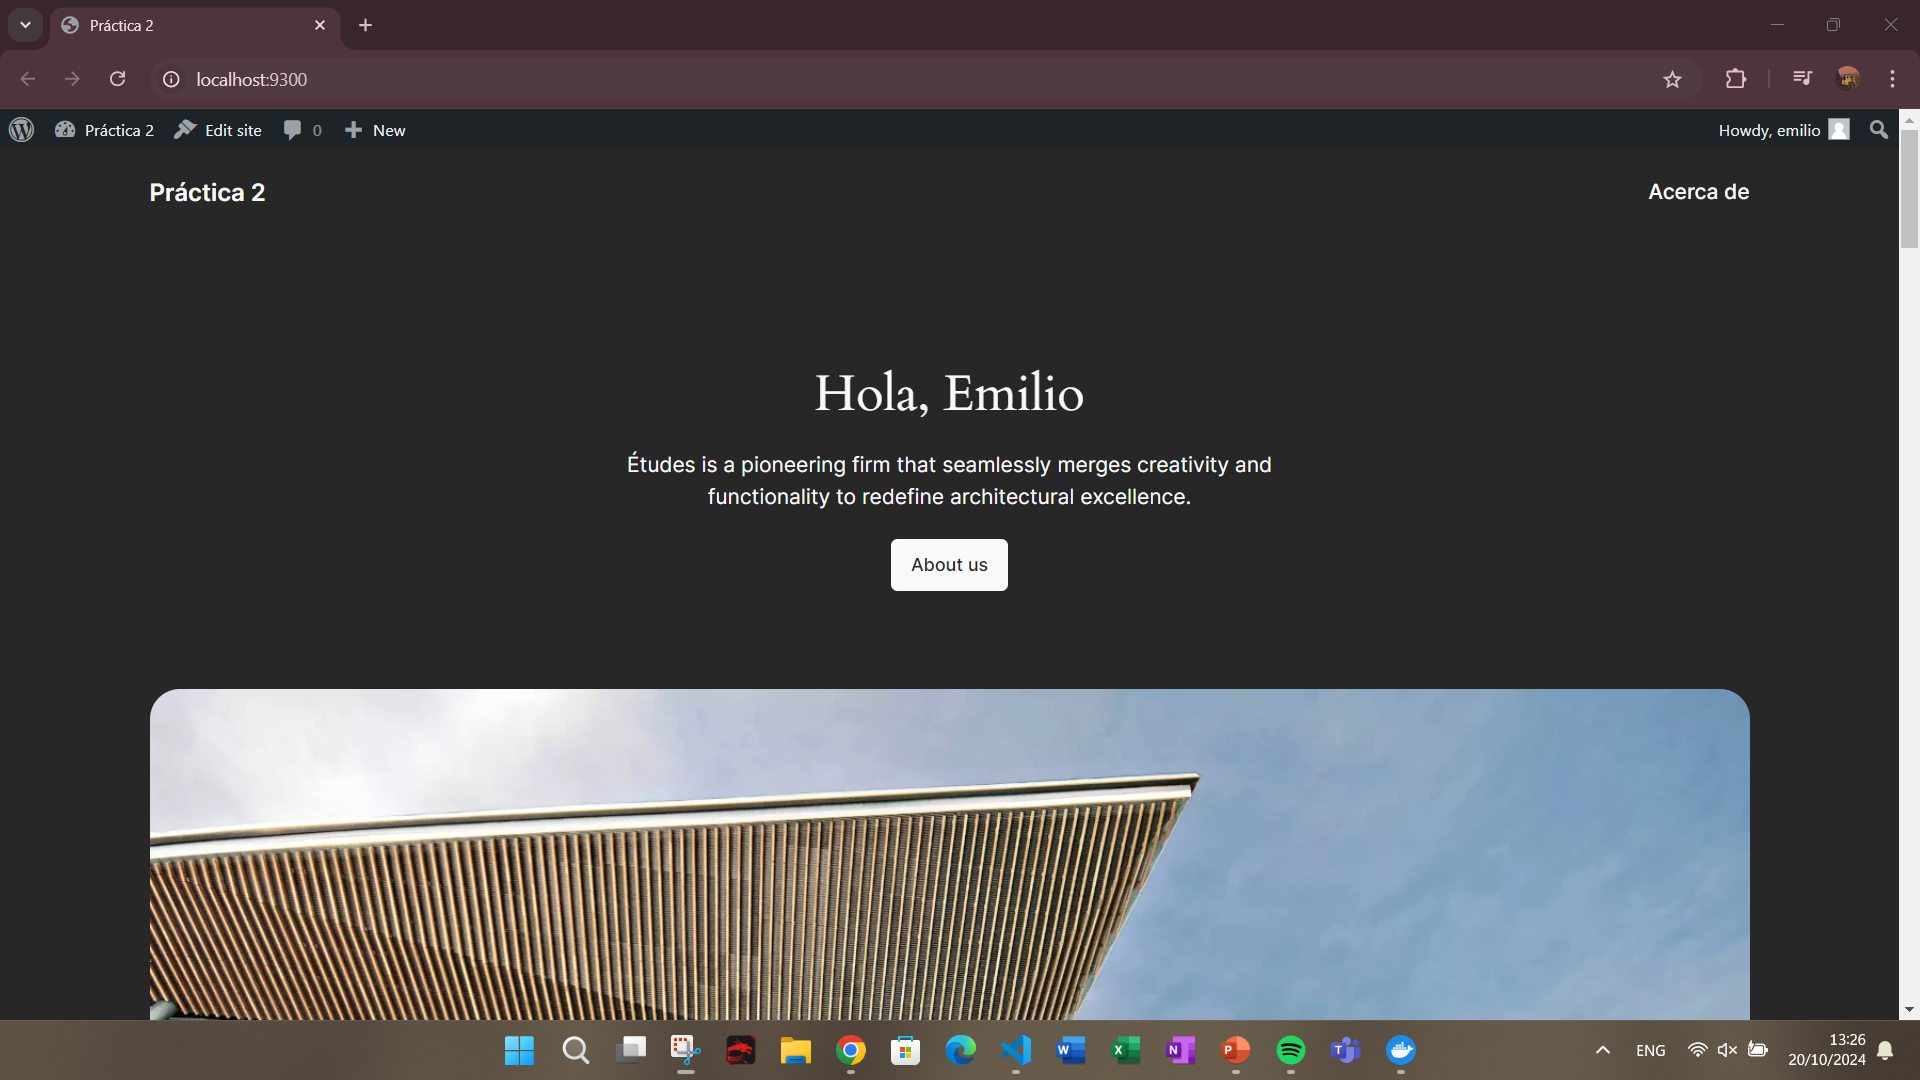 Práctica 2
localhost:9300
Práctica 2
Edit site
0
New
Howdy, emilio
Práctica 2
Acerca de
Hola, Emilio
Études is a pioneering firm that seamlessly merges creativity and
functionality to redefine architectural excellence.
About us
ENG
13:26
20/10/2024